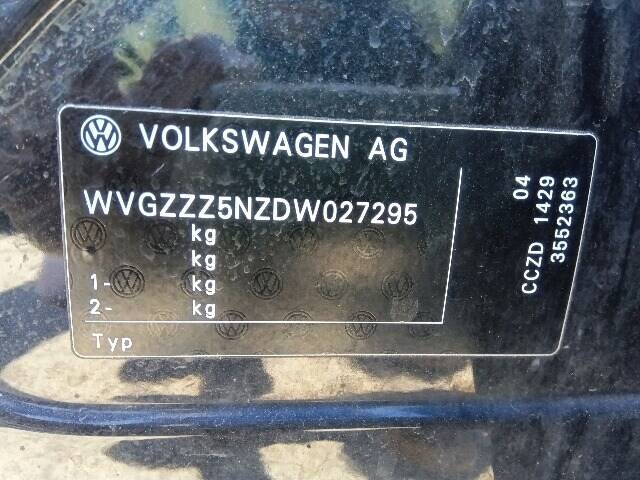 VOLKSWAGEN AG
WVGZZZ5NZDW027295
kg
kg
1- kg
2- kg
Typ
04
CCZD 1429
3552363